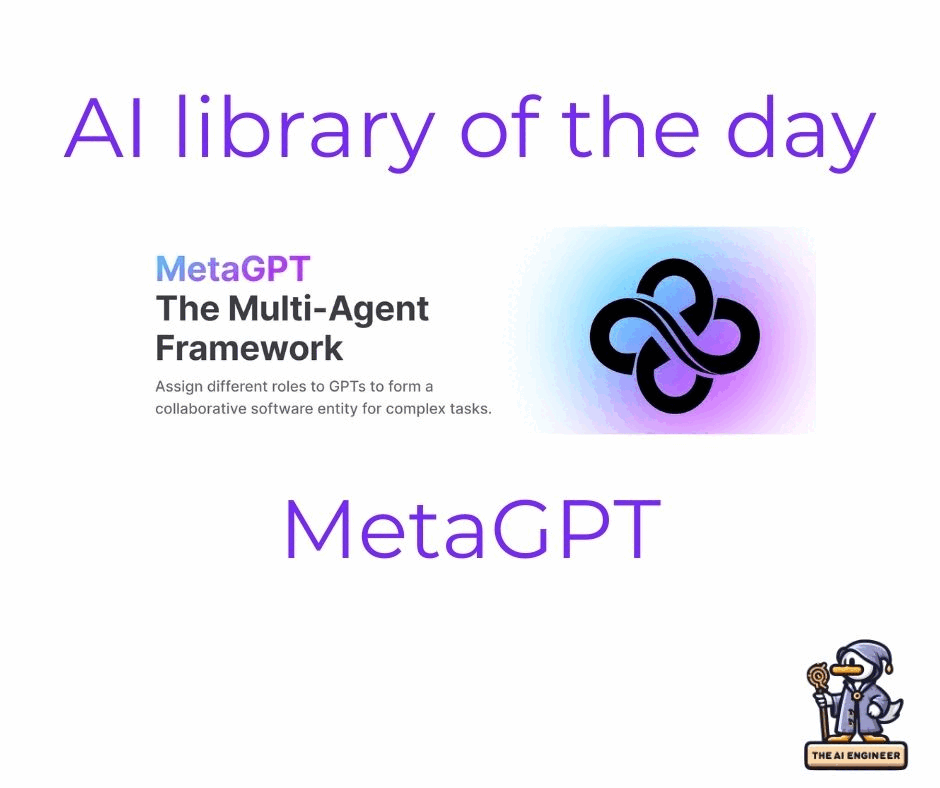 AI library of the day
MetaGPT
The Multi-Agent
Framework
Assign different roles to GPTs to form a
collaborative software entity for complex tasks.
MetaGPT
THE AI ENGINEER